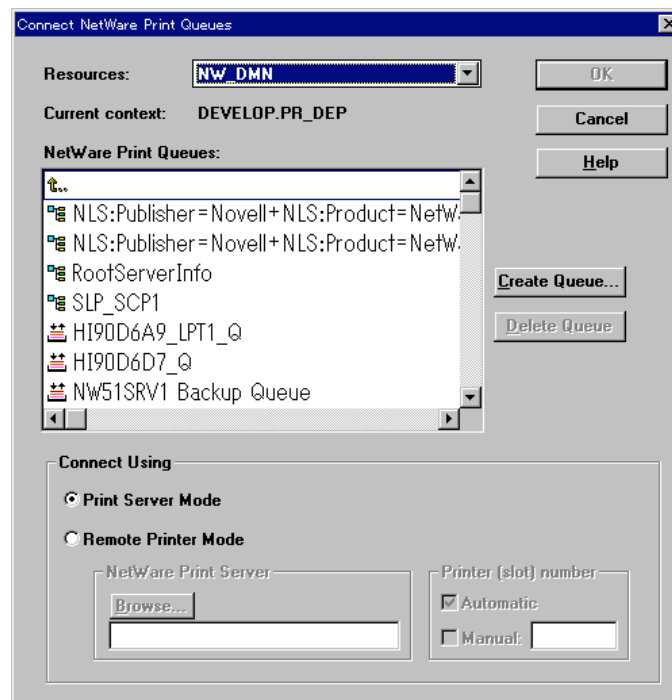 Connect NetWare Print Queues
Resources: NW_DMN OK
Current context: DEVELOP.PR_DEP Cancel
NetWare Print Queues: Help
t..
NLS:Publisher=Novell+NLS:Product=NetW
NLS:Publisher=Novell+NLS:Product=NetW
RootServerInfo
SLP_SCP1
HI90D6A9_LPT1_Q
HI90D6D7_Q
NW51SRV1 Backup Queue
Create Queue...
Delete Queue
Connect Using
Print Server Mode
Remote Printer Mode
NetWare Print Server
Browse...
Printer (slot) number
Automatic
Manual: